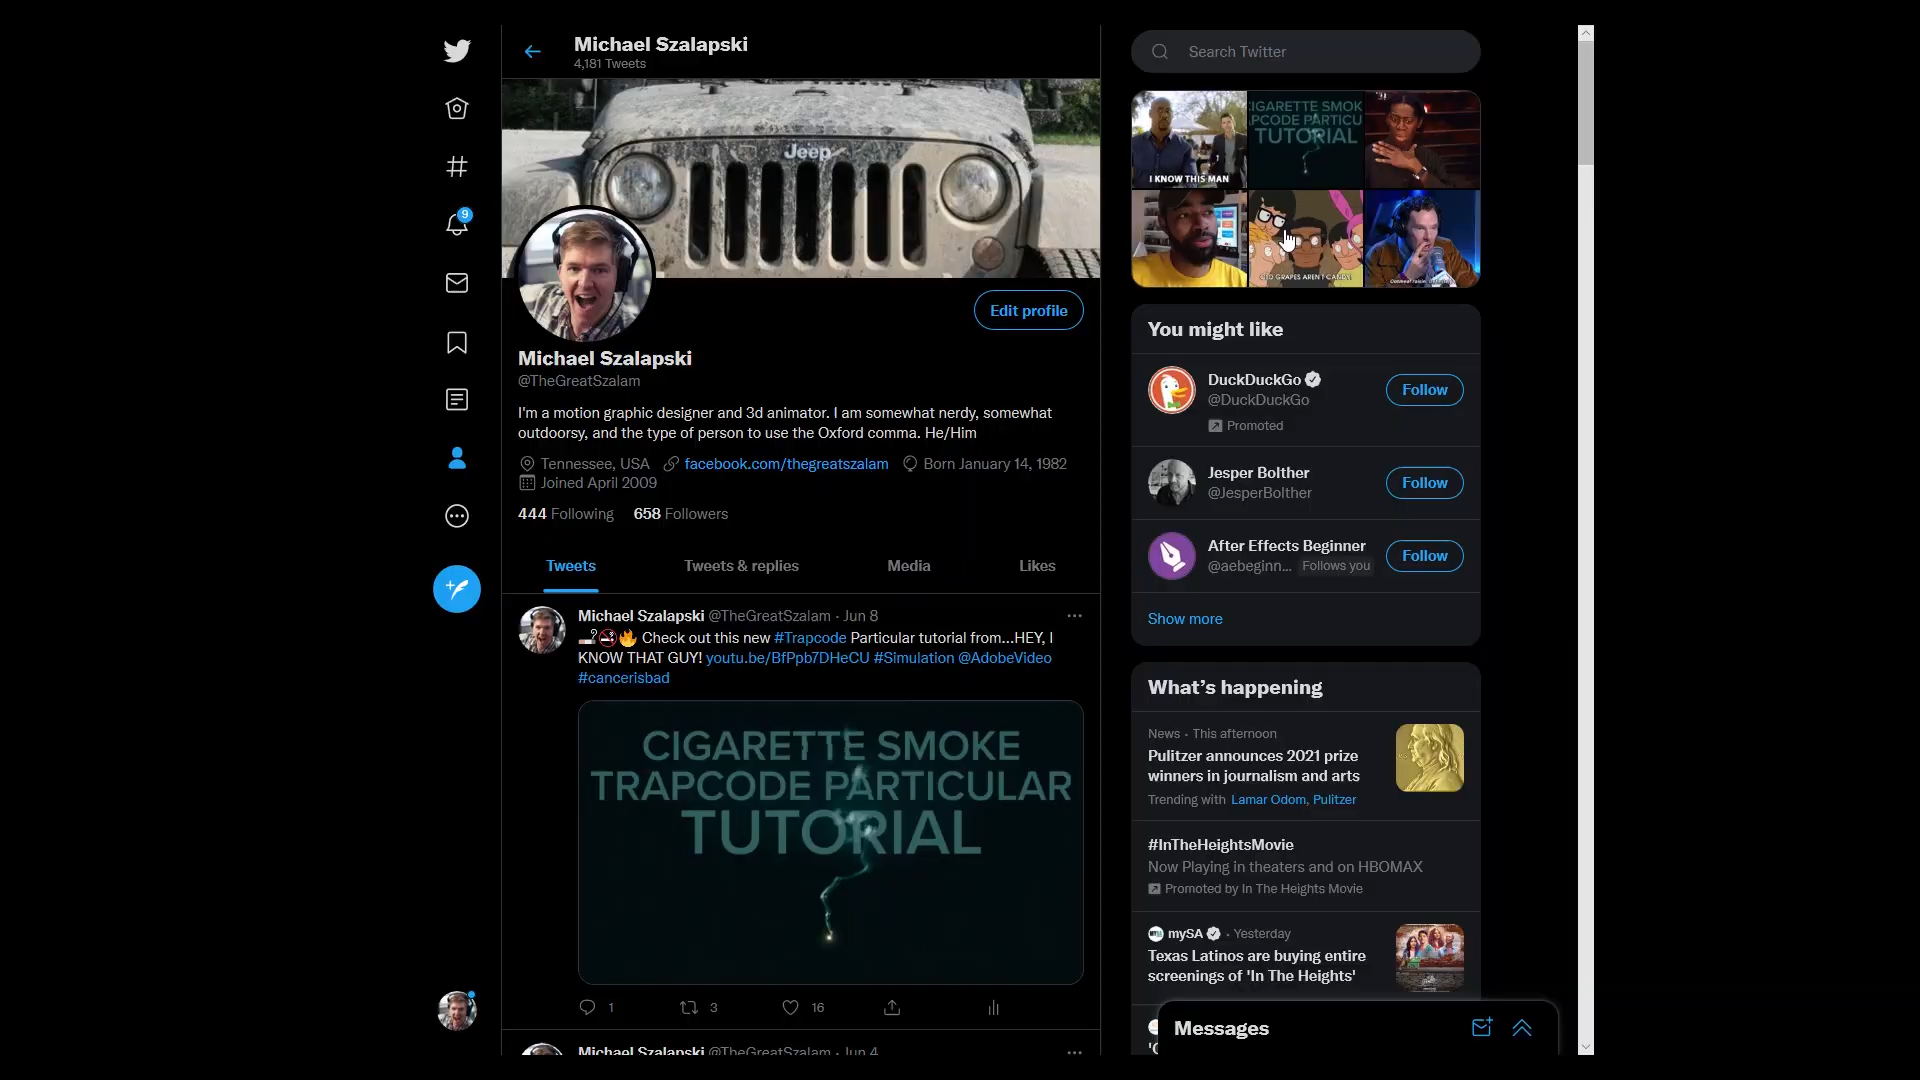 Michael Szalapski
4,181 Tweets
Search Twitter
Jeep
I KNOW THIS MAN
CIGARETTE SMOK
TUTORIAL
OLD GRAPES AREN'T CANDY!
9
Edit profile
Michael Szalapski
@TheGreatSzalam
I'm a motion graphic designer and 3d animator. I am somewhat nerdy, somewhat
outdoorsy, and the type of person to use the Oxford comma. He/Him
Tennessee, USA facebook.com/thegreatszalam Born January 14, 1982
Joined April 2009
444 Following 658 Followers
Tweets Tweets & replies Media Likes
Michael Szalapski @TheGreatSzalam · Jun 8
Check out this new #Trapcode Particular tutorial from...HEY, I
KNOW THAT GUY! youtu.be/BfPpb7DHeCU #Simulation @AdobeVideo
#cancerisbad
CIGARETTE SMOKE
TRAPCODE PARTICULAR
TUTORIAL
1 3 16
Michael Szalapski @TheGreatSzalam · Jun 4
You might like
DuckDuckGo
@DuckDuckGo
Promoted
Follow
Jesper Bolther
@JesperBolther
Follow
After Effects Beginner
@aebeginn... Follows you
Follow
Show more
What's happening
News · This afternoon
Pulitzer announces 2021 prize
winners in journalism and arts
Trending with Lamar Odom, Pulitzer
#InTheHeightsMovie
Now Playing in theaters and on HBOMAX
Promoted by In The Heights Movie
mySA · Yesterday
Texas Latinos are buying entire
screenings of 'In The Heights'
Messages